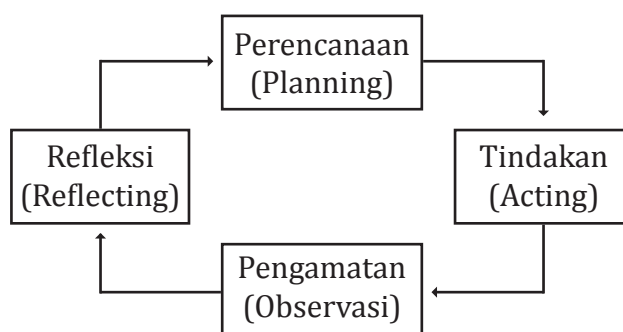 Perencanaan
(Planning)
Refleksi
(Reflecting)
Tindakan
(Acting)
Pengamatan
(Observasi)